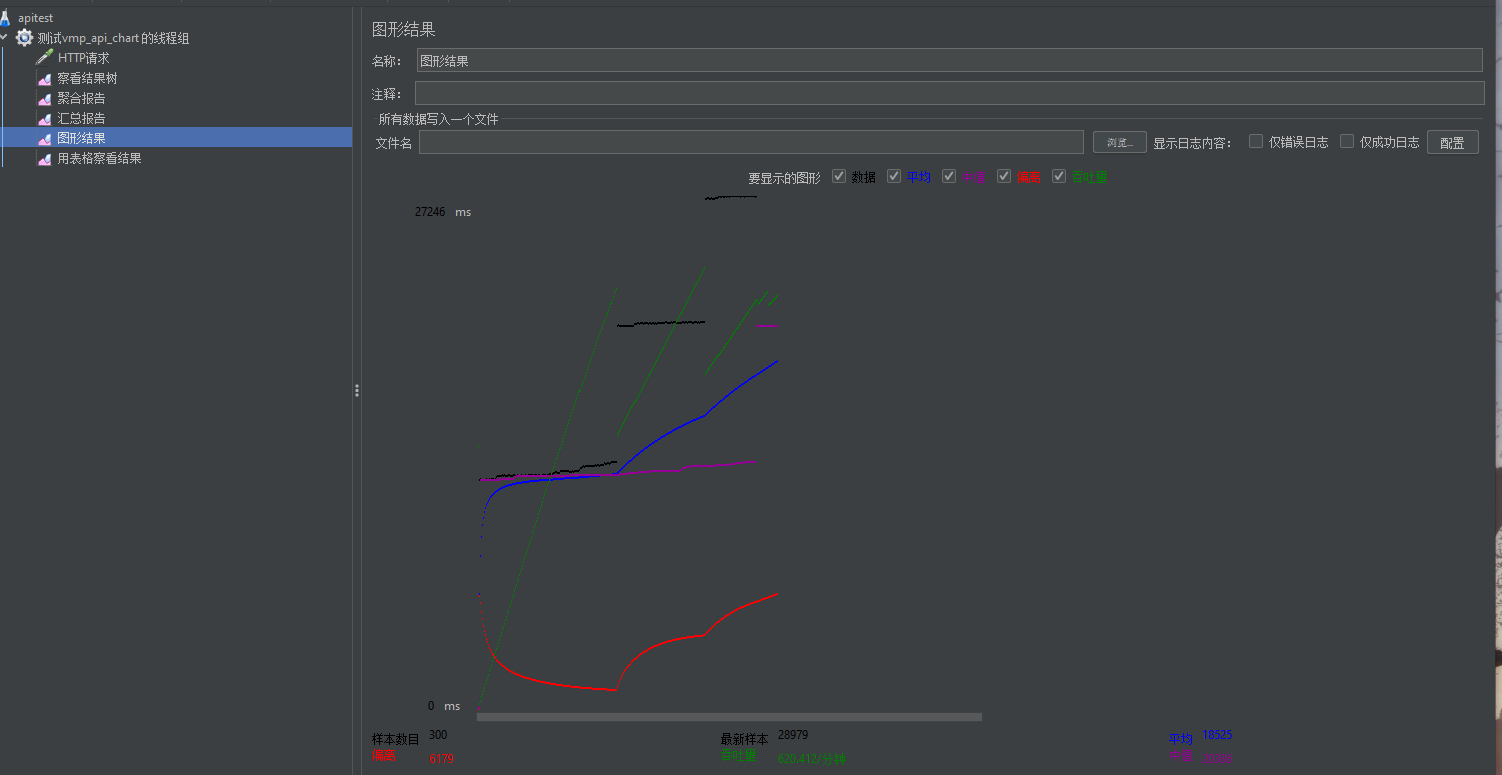 apitest
测试vmp_api_chart 的线程组
HTTP请求
察看结果树
聚合报告
汇总报告
图形结果
用表格察看结果
图形结果
名称： 图形结果
注释：
所有数据写入一个文件
文件名 浏览... 显示日志内容： 仅错误日志 仅成功日志 配置
要显示的图形 数据 平均 中值 偏离 吞吐量
27246 ms
0 ms
样本数目 300 最新样本 28979 平均 18525
偏离 6179 吞吐量 中值